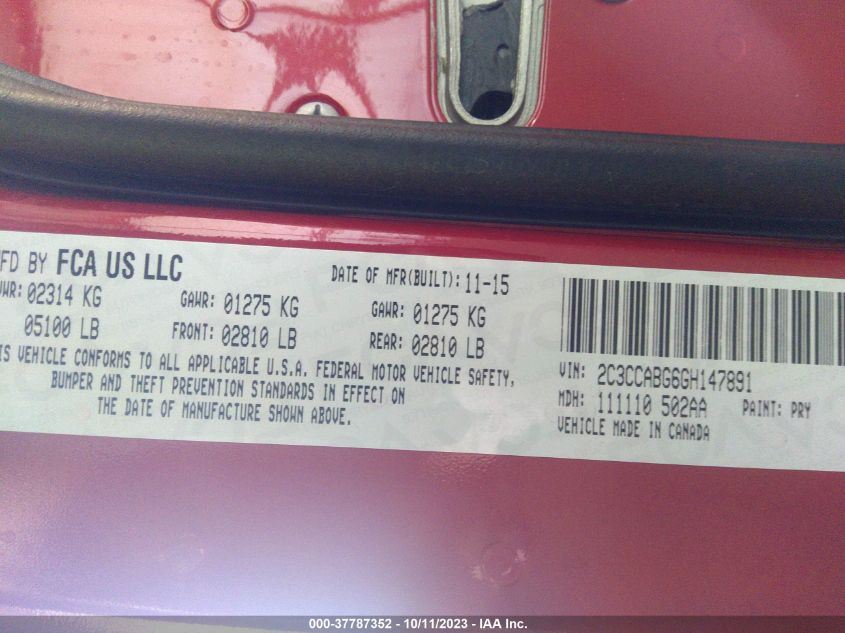 FD BY FCA US LLC DATE OF MFR(BUILT): 11-15
WR: 02314 KG GAWR: 01275 KG GAWR: 01275 KG
05100 LB FRONT: 02810 LB REAR: 02810 LB
IS VEHICLE CONFORMS TO ALL APPLICABLE U.S.A. FEDERAL MOTOR VEHICLE SAFETY,
BUMPER AND THEFT PREVENTION STANDARDS IN EFFECT ON
THE DATE OF MANUFACTURE SHOWN ABOVE.
VIN: 2C3CCABG6GH147891
MDH: 111110 502AA PAINT: PRY
VEHICLE MADE IN CANADA
000-37787352 - 10/11/2023 - IAA Inc.